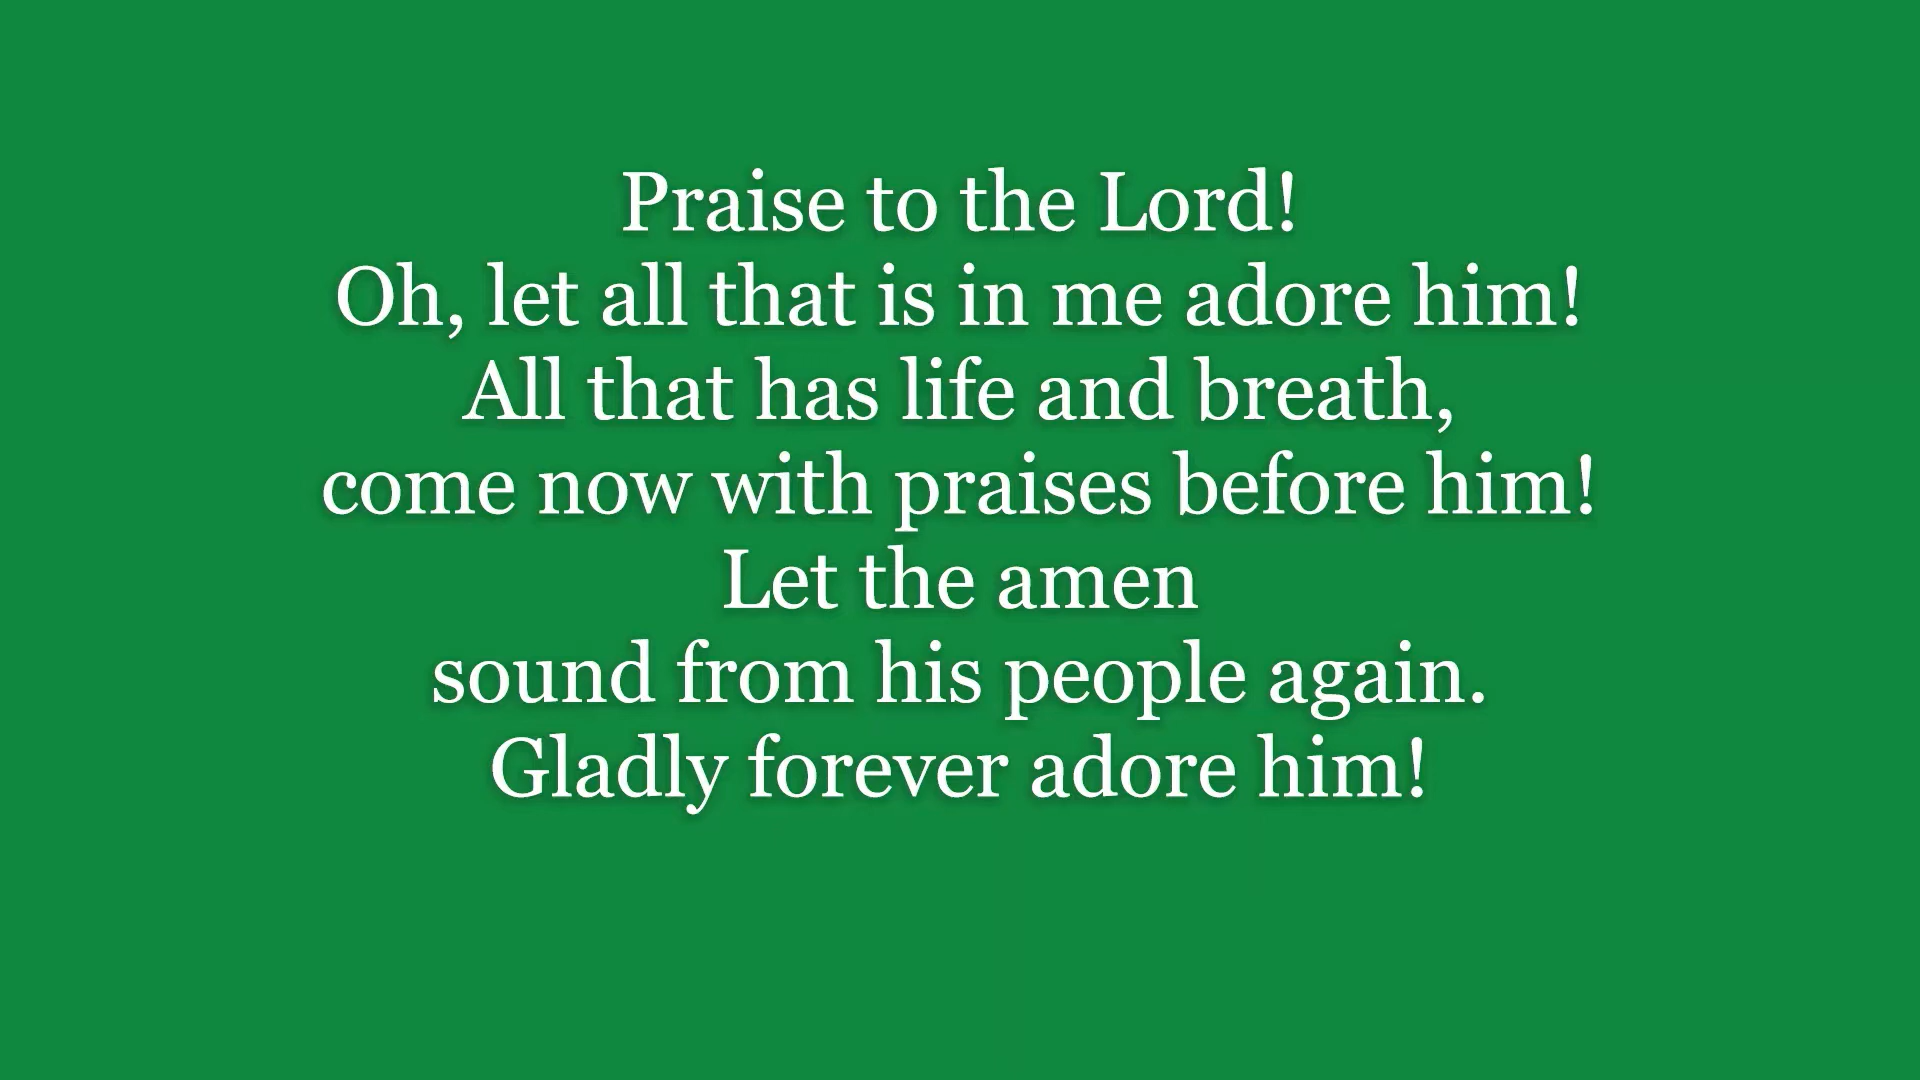 Praise to the Lord!
Oh, let all that is in me adore him!
All that has life and breath,
come now with praises before him!
Let the amen
sound from his people again.
Gladly forever adore him!